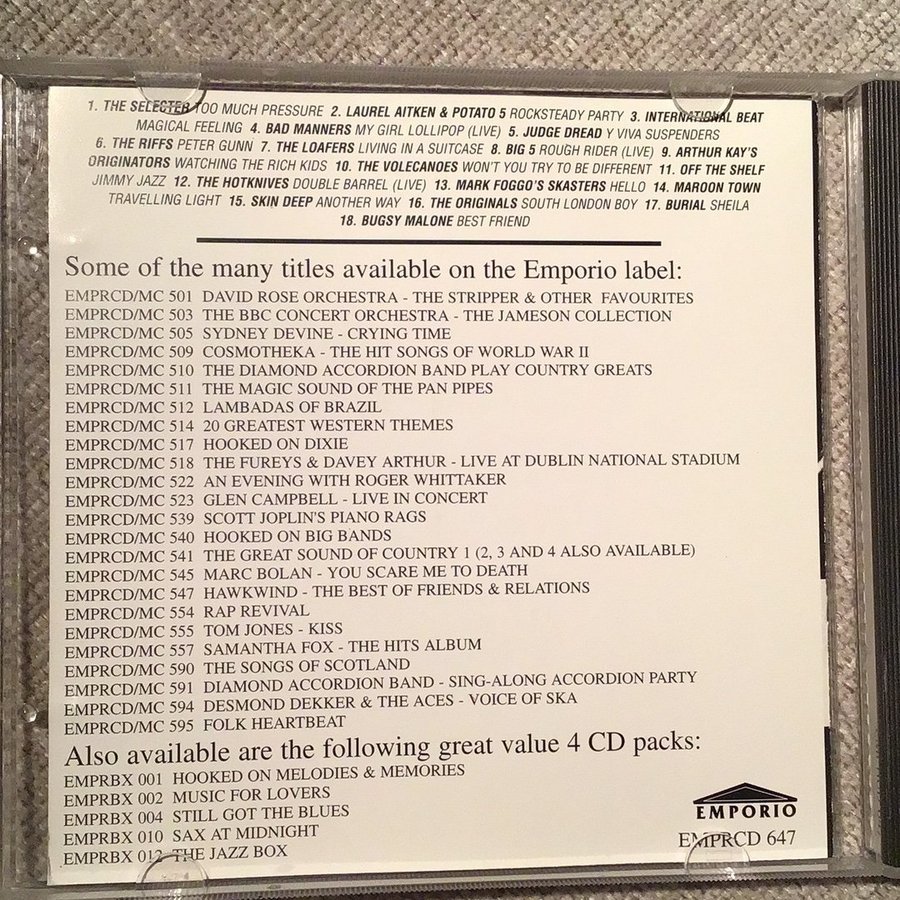 1. THE SELECTER TOO MUCH PRESSURE 2. LAUREL AITKEN & POTATO 5 ROCKSTEADY PARTY 3. INTERNATIONAL BEAT
MAGICAL FEELING 4. BAD MANNERS MY GIRL LOLLIPOP (LIVE) 5. JUDGE DREAD Y VIVA SUSPENDERS
6. THE RIFFS PETER GUNN 7. THE LOAFERS LIVING IN A SUITCASE 8. BIG 5 ROUGH RIDER (LIVE) 9. ARTHUR KAY'S
ORIGINATORS WATCHING THE RICH KIDS 10. THE VOLECANOES WON'T YOU TRY TO BE DIFFERENT 11. OFF THE SHELF
JIMMY JAZZ 12. THE HOTKNIVES DOUBLE BARREL (LIVE) 13. MARK FOGGO'S SKASTERS HELLO 14. MAROON TOWN
TRAVELLING LIGHT 15. SKIN DEEP ANOTHER WAY 16. THE ORIGINALS SOUTH LONDON BOY 17. BURIAL SHEILA
18. BUGSY MALONE BEST FRIEND
Some of the many titles available on the Emporio label:
EMPRCD/MC 501 DAVID ROSE ORCHESTRA - THE STRIPPER & OTHER FAVOURITES
EMPRCD/MC 503 THE BBC CONCERT ORCHESTRA - THE JAMESON COLLECTION
EMPRCD/MC 505 SYDNEY DEVINE - CRYING TIME
EMPRCD/MC 509 COSMOTHEKA - THE HIT SONGS OF WORLD WAR II
EMPRCD/MC 510 THE DIAMOND ACCORDION BAND PLAY COUNTRY GREATS
EMPRCD/MC 511 THE MAGIC SOUND OF THE PAN PIPES
EMPRCD/MC 512 LAMBADAS OF BRAZIL
EMPRCD/MC 514 20 GREATEST WESTERN THEMES
EMPRCD/MC 517 HOOKED ON DIXIE
EMPRCD/MC 518 THE FUREYS & DAVEY ARTHUR - LIVE AT DUBLIN NATIONAL STADIUM
EMPRCD/MC 522 AN EVENING WITH ROGER WHITTAKER
EMPRCD/MC 523 GLEN CAMPBELL - LIVE IN CONCERT
EMPRCD/MC 539 SCOTT JOPLIN'S PIANO RAGS
EMPRCD/MC 540 HOOKED ON BIG BANDS
EMPRCD/MC 541 THE GREAT SOUND OF COUNTRY 1 (2, 3 AND 4 ALSO AVAILABLE)
EMPRCD/MC 545 MARC BOLAN - YOU SCARE ME TO DEATH
EMPRCD/MC 547 HAWKWIND - THE BEST OF FRIENDS & RELATIONS
EMPRCD/MC 554 RAP REVIVAL
EMPRCD/MC 555 TOM JONES - KISS
EMPRCD/MC 557 SAMANTHA FOX - THE HITS ALBUM
EMPRCD/MC 590 THE SONGS OF SCOTLAND
EMPRCD/MC 591 DIAMOND ACCORDION BAND - SING-ALONG ACCORDION PARTY
EMPRCD/MC 594 DESMOND DEKKER & THE ACES - VOICE OF SKA
EMPRCD/MC 595 FOLK HEARTBEAT
Also available are the following great value 4 CD packs:
EMPRBX 001 HOOKED ON MELODIES & MEMORIES
EMPRBX 002 MUSIC FOR LOVERS
EMPRBX 004 STILL GOT THE BLUES
EMPRBX 010 SAX AT MIDNIGHT
EMPRBX 012 THE JAZZ BOX
EMPORIO
EMPRCD 647